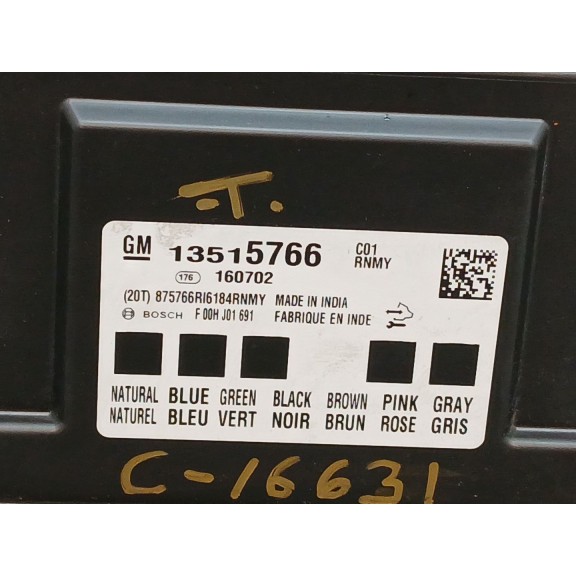 .T.
GM 13515766 C01
RNMY
176 160702
(20T) 875766RI6184RNMY MADE IN INDIA
BOSCH F 00H J01 691 FABRIQUE EN INDE
NATURAL BLUE GREEN BLACK BROWN PINK GRAY
NATUREL BLEU VERT NOIR BRUN ROSE GRIS
C-16631